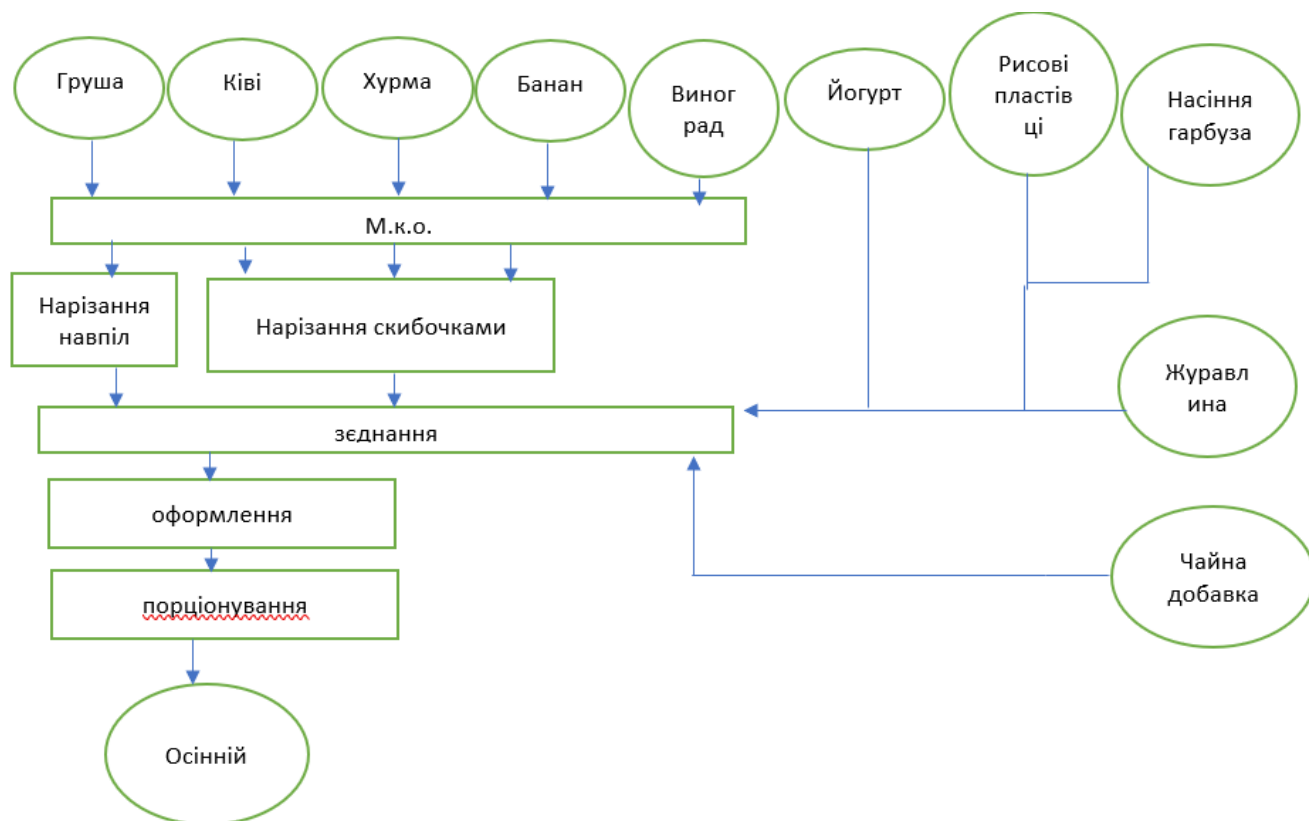 Груша
Ківі
Хурма
Банан
Виног
рад
Йогурт
Рисові
пластів
ці
Насіння
гарбуза
М.к.о.
Нарізання
навпіл
Нарізання скибочками
Журавл
ина
зєднання
оформлення
Чайна
добавка
порціонування
Осінній